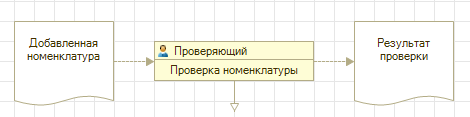 Добавленная
номенклатура
Проверяющий
Проверка номенклатуры
Результат
проверки